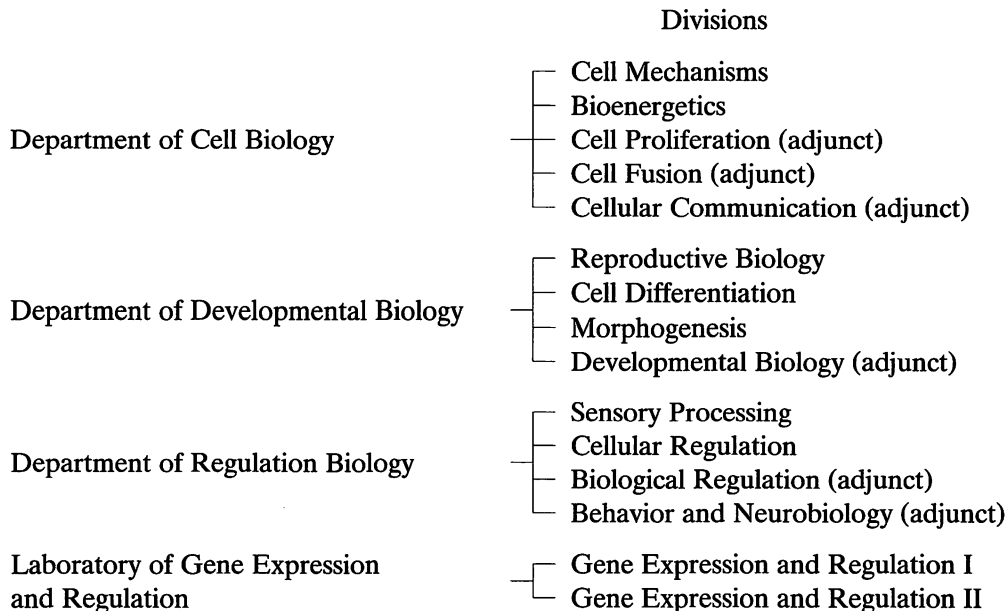 Divisions
Cell Mechanisms
Bioenergetics
Department of Cell Biology
Cell Proliferation (adjunct)
Cell Fusion (adjunct)
Cellular Communication (adjunct)
Reproductive Biology
Cell Differentiation
Department of Developmental Biology
Morphogenesis
Developmental Biology (adjunct)
Sensory Processing
Cellular Regulation
Department of Regulation Biology
Biological Regulation (adjunct)
Behavior and Neurobiology (adjunct)
Laboratory of Gene Expression
and Regulation
Gene Expression and Regulation I
Gene Expression and Regulation II